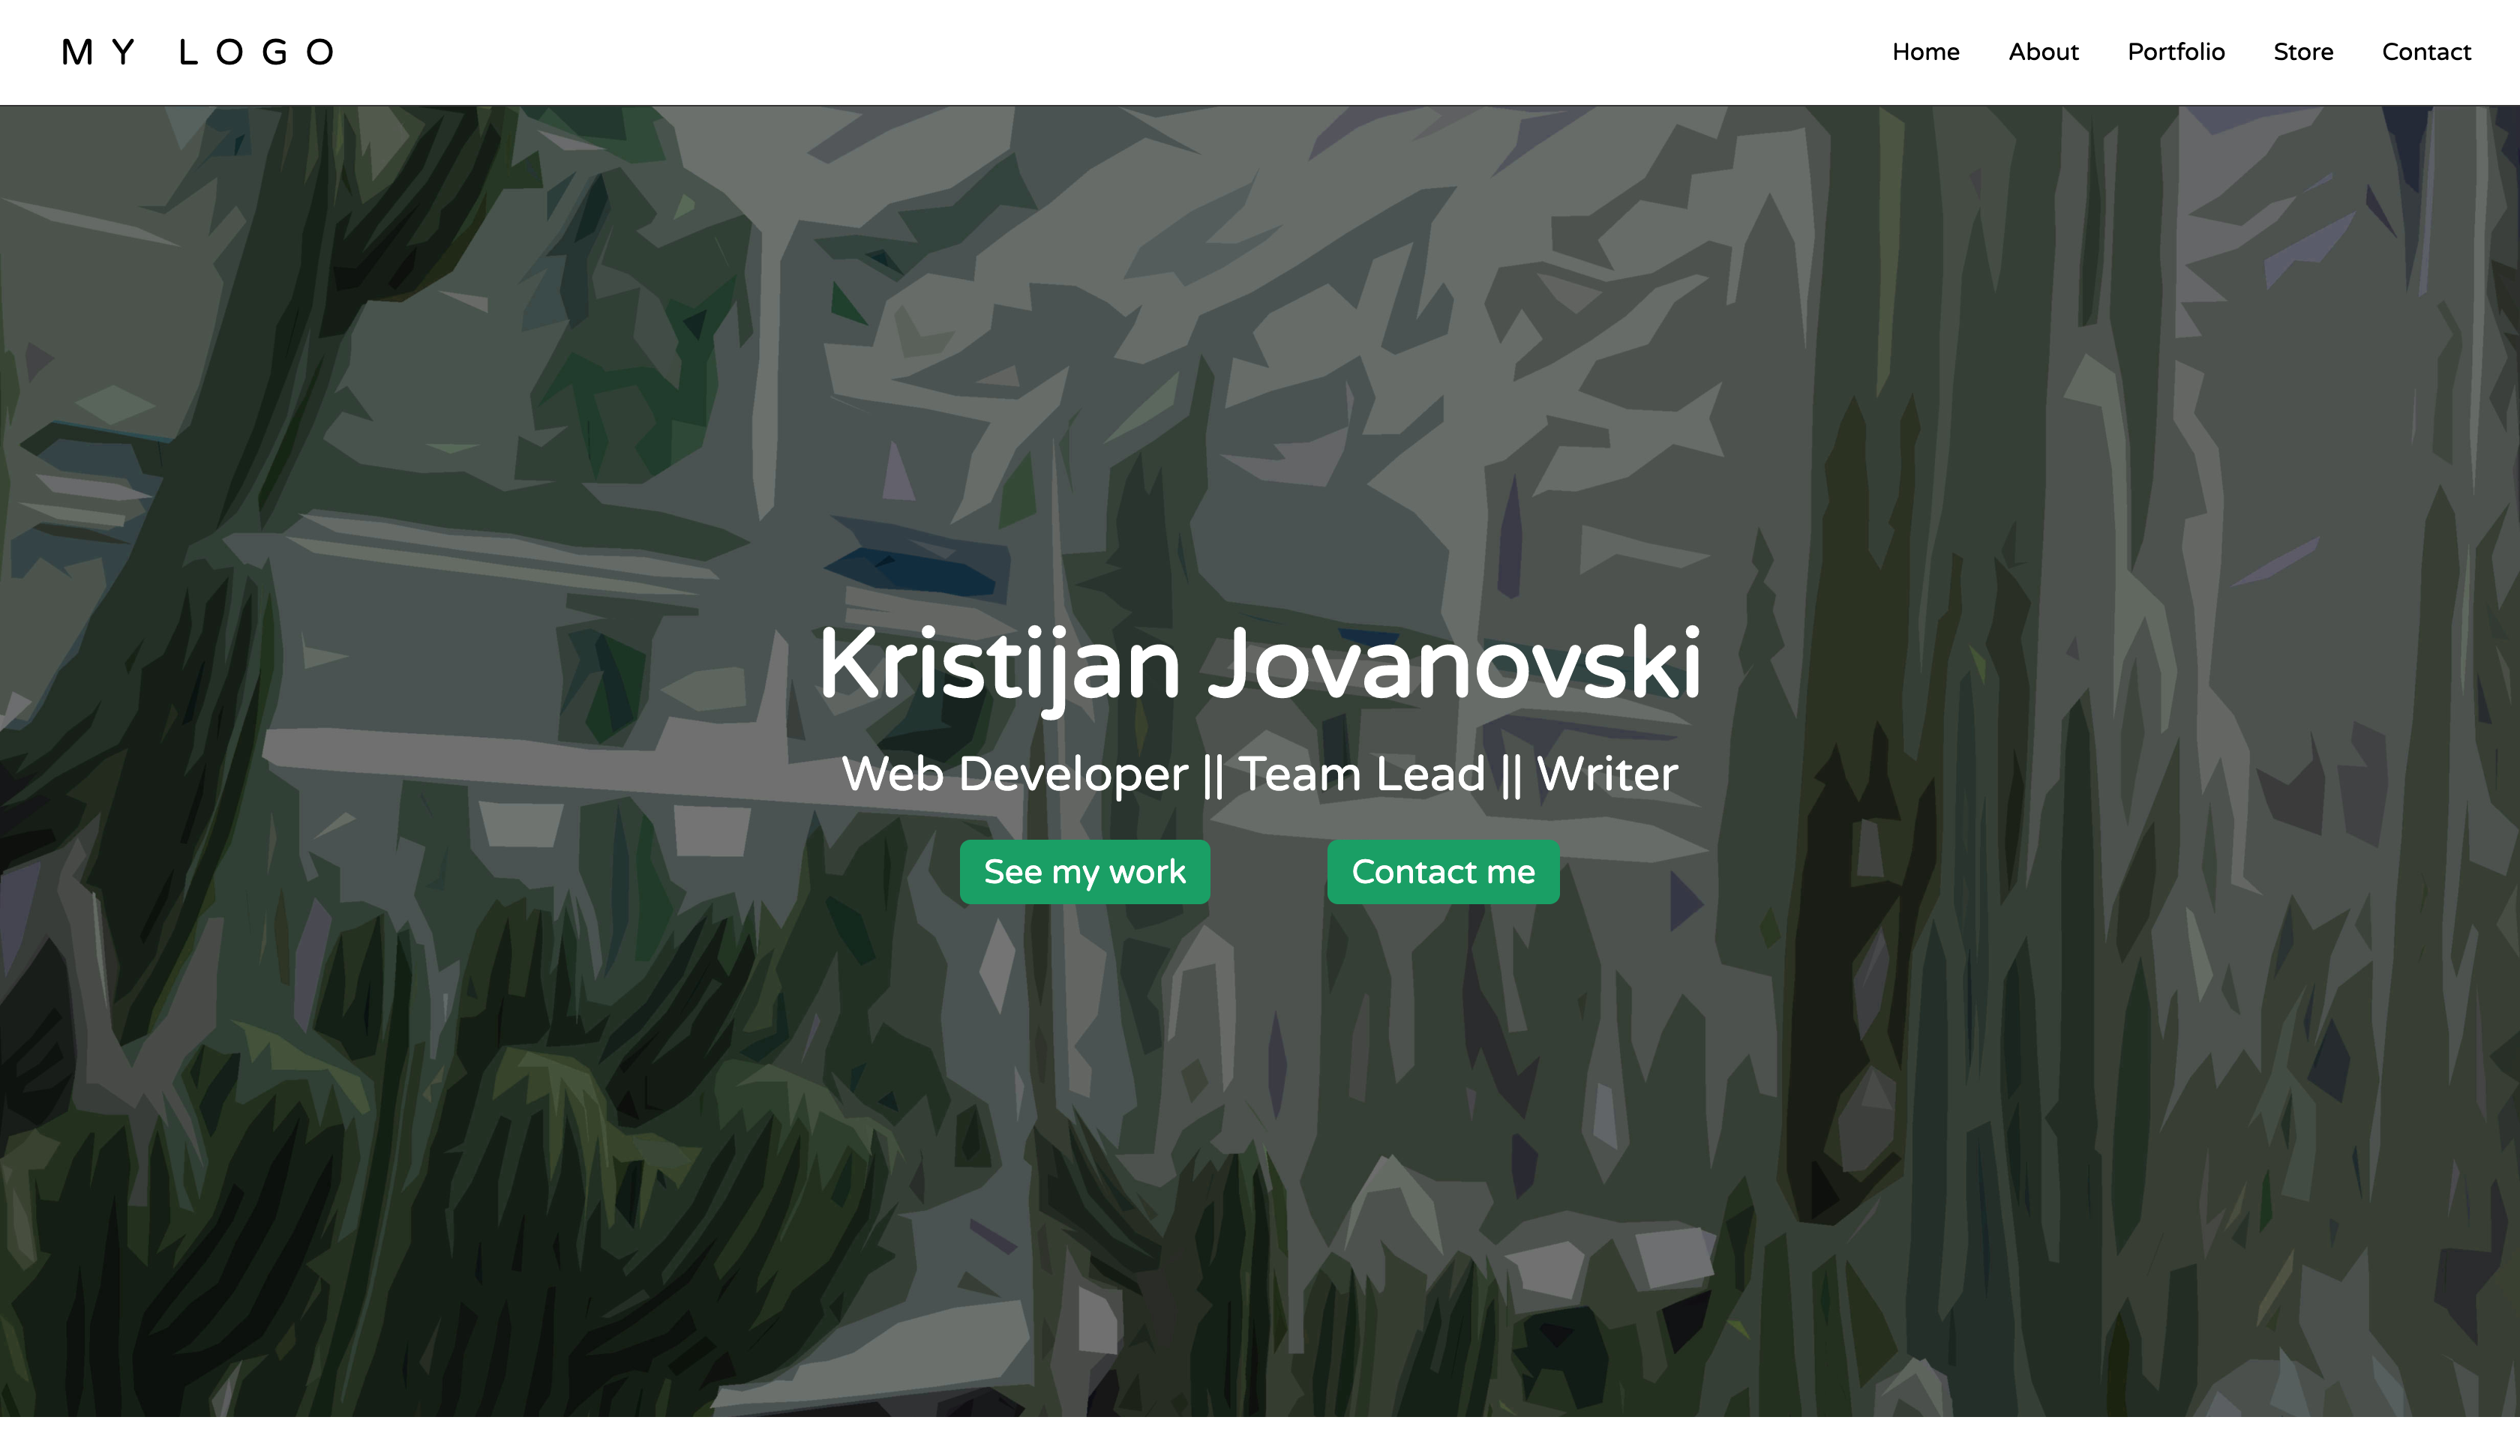 MY LOGO
Home About Portfolio Store Contact
Kristijan Jovanovski
Web Developer || Team Lead || Writer
See my work
Contact me